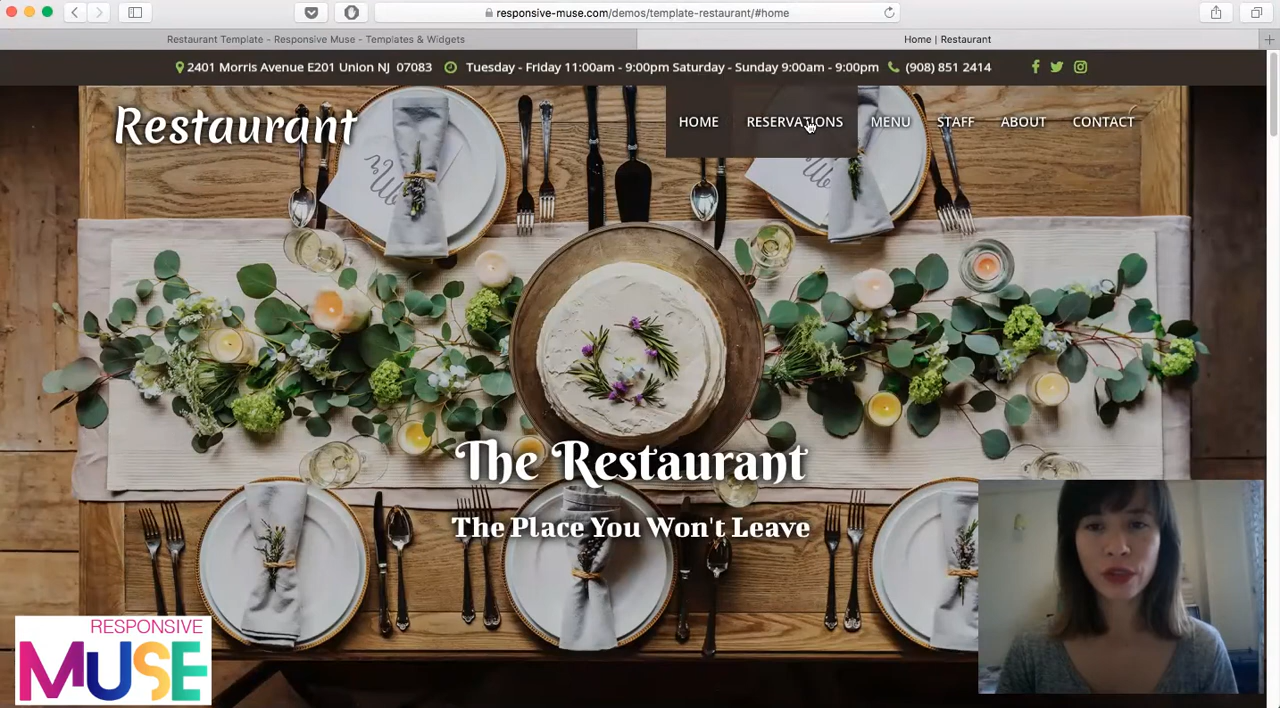 responsive-muse.com/demos/template-restaurant/#home
Restaurant Template - Responsive Muse - Templates & Widgets
Home | Restaurant
2401 Morris Avenue E201 Union NJ 07083 Tuesday - Friday 11:00am - 9:00pm Saturday - Sunday 9:00am - 9:00pm (908) 851 2414
Restaurant
HOME RESERVATIONS MENU STAFF ABOUT CONTACT
The Restaurant
The Place You Won't Leave
RESPONSIVE
MUSE